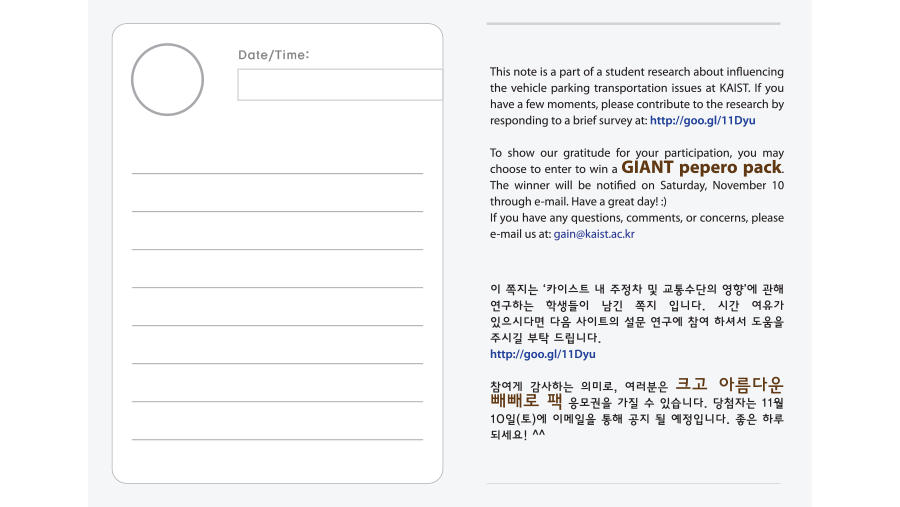 Date/Time:
This note is a part of a student research about influencing
the vehicle parking transportation issues at KAIST. If you
have a few moments, please contribute to the research by
responding to a brief survey at: http://goo.gl/11Dyu
To show our gratitude for your participation, you may
choose to enter to win a GIANT pepero pack.
The winner will be notified on Saturday, November 10
through e-mail. Have a great day! :)
If you have any questions, comments, or concerns, please
e-mail us at: gain@kaist.ac.kr
이 쪽지는 '카이스트 내 주정차 및 교통수단의 영향'에 관해
연구하는 학생들이 남긴 쪽지 입니다. 시간 여유가
있으시다면 다음 사이트의 설문 연구에 참여 하셔서 도움을
주시길 부탁 드립니다.
http://goo.gl/11Dyu
참여게 감사하는 의미로, 여러분은 크고 아름다운
빼빼로 팩 응모권을 가질 수 있습니다. 당첨자는 11월
10일(토)에 이메일을 통해 공지 될 예정입니다. 좋은 하루
되세요! ^^